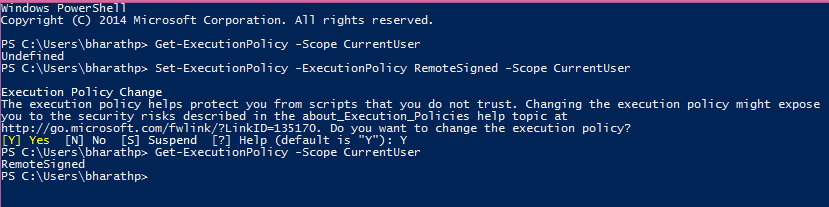 Windows PowerShell
Copyright (C) 2014 Microsoft Corporation. All rights reserved.
PS C:\Users\bharathp> Get-ExecutionPolicy -Scope CurrentUser
Undefined
PS C:\Users\bharathp> Set-ExecutionPolicy -ExecutionPolicy RemoteSigned -Scope CurrentUser
Execution Policy Change
The execution policy helps protect you from scripts that you do not trust. Changing the execution policy might expose
you to the security risks described in the about_Execution_Policies help topic at
http://go.microsoft.com/fwlink/?LinkID=135170. Do you want to change the execution policy?
[Y] Yes  [N] No  [S] Suspend  [?] Help (default is "Y"): Y
PS C:\Users\bharathp> Get-ExecutionPolicy -Scope CurrentUser
RemoteSigned
PS C:\Users\bharathp>